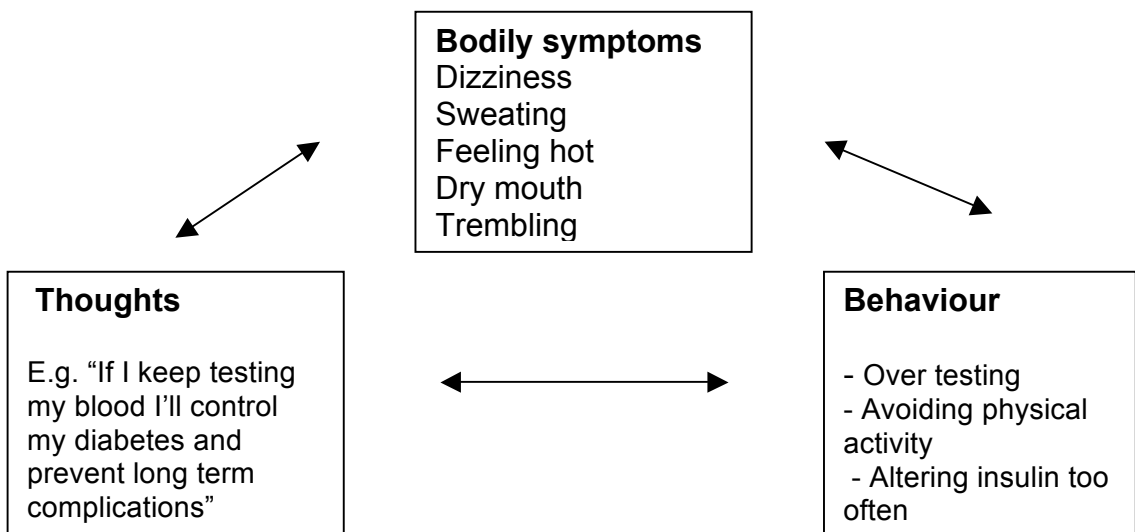 Bodily symptoms
Dizziness
Sweating
Feeling hot
Dry mouth
Trembling
Thoughts
E.g. “If I keep testing
my blood I’ll control
my diabetes and
prevent long term
complications”
Behaviour
- Over testing
- Avoiding physical
activity
- Altering insulin too
often